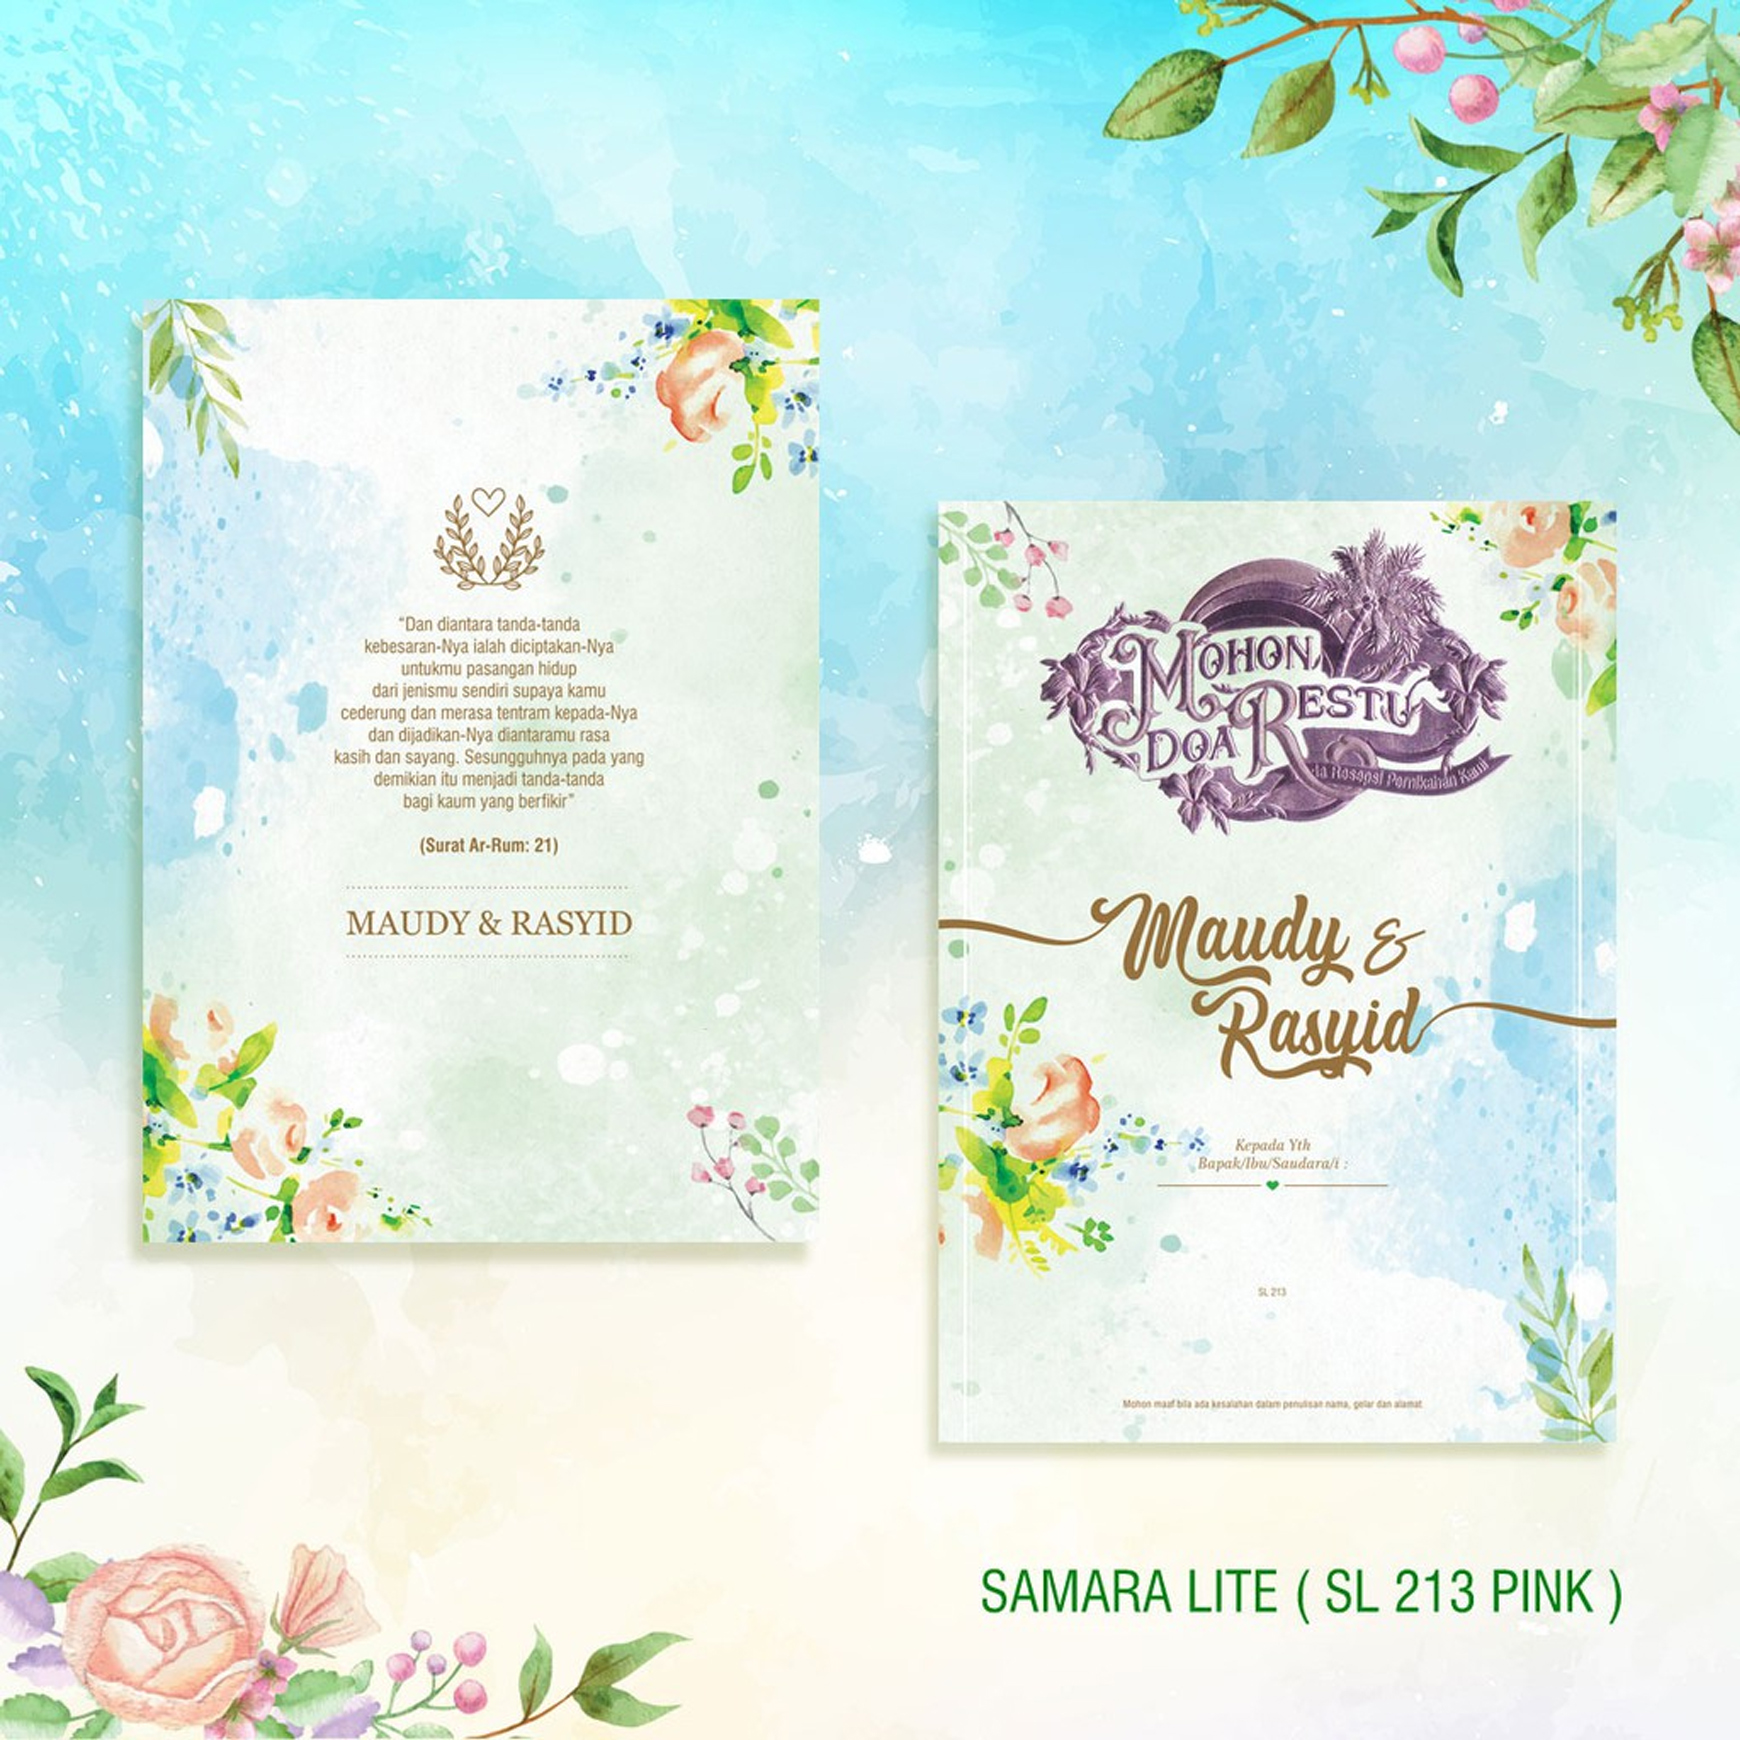 “Dan diantara tanda-tanda
kebesaran-Nya ialah diciptakan-Nya
untukmu pasangan hidup
dari jenismu sendiri supaya kamu
cederung dan merasa tentram kepada-Nya
dan dijadikan-Nya diantaramu rasa
kasih dan sayang. Sesungguhnya pada yang
demikian itu menjadi tanda-tanda
bagi kaum yang berfikir”
(Surat Ar-Rum: 21)
MAUDY & RASYID
MOHON
DOA RESTU
Resepsi Pernikahan Kami
Maudy &
Rasyid
Kepada Yth
Bapak/Ibu/Saudara/i :
SL 213
Mohon maaf bila ada kesalahan dalam penulisan nama, gelar dan alamat
SAMARA LITE ( SL 213 PINK )